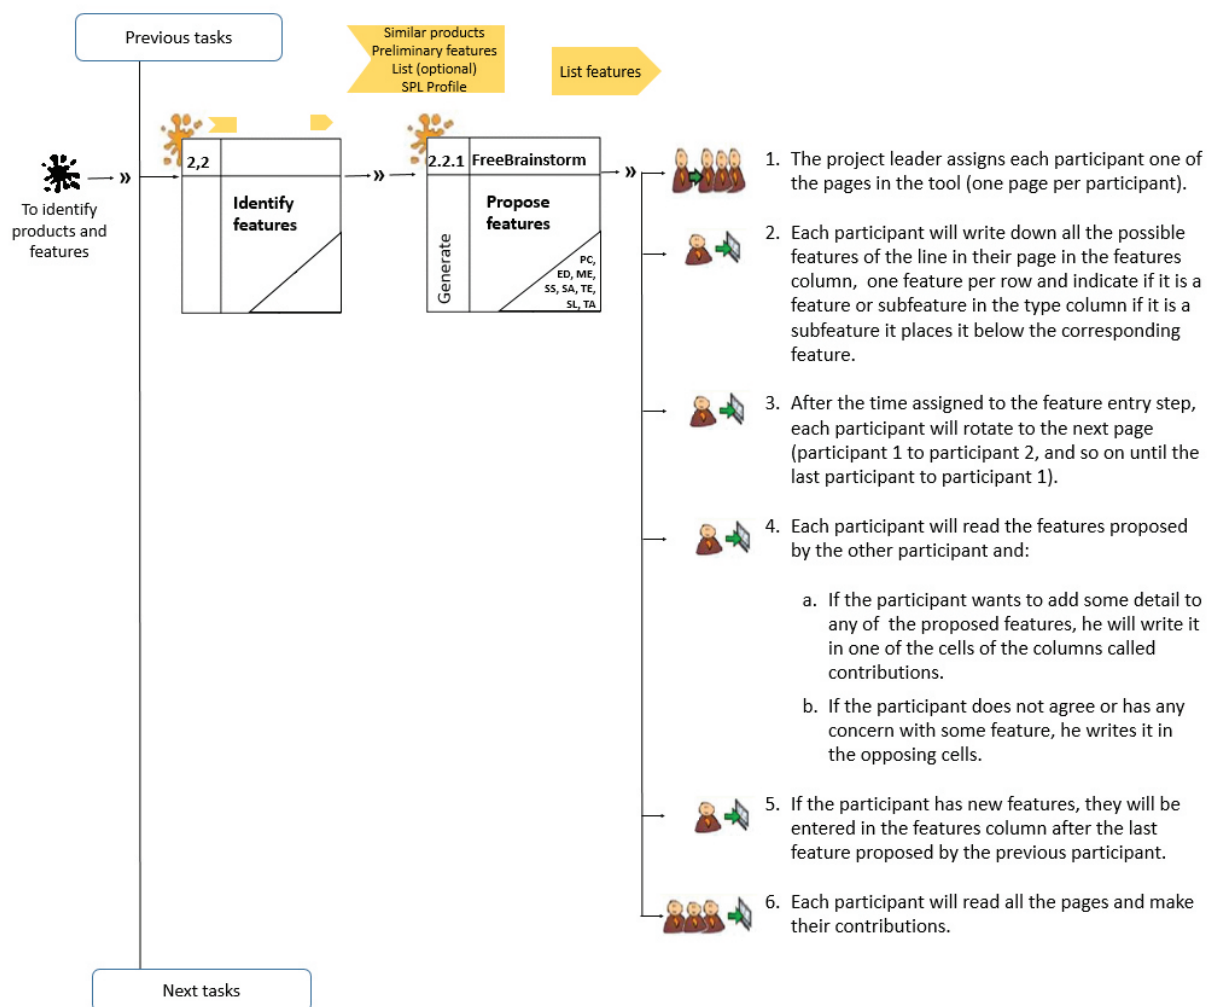 Previous tasks
Similar products
Preliminary features
List (optional)
SPL Profile
List features
»
To identify
products and
features
2,2
Identify
features
»
2.2.1 FreeBrainstorm
Propose
features
Generate
PC,
ED, ME,
SS, SA, TE,
SL, TA
»
1. The project leader assigns each participant one of
the pages in the tool (one page per participant).
2. Each participant will write down all the possible
features of the line in their page in the features
column, one feature per row and indicate if it is a
feature or subfeature in the type column if it is a
subfeature it places it below the corresponding
feature.
3. After the time assigned to the feature entry step,
each participant will rotate to the next page
(participant 1 to participant 2, and so on until the
last participant to participant 1).
4. Each participant will read the features proposed
by the other participant and:
a. If the participant wants to add some detail to
any of the proposed features, he will write it
in one of the cells of the columns called
contributions.
b. If the participant does not agree or has any
concern with some feature, he writes it in
the opposing cells.
5. If the participant has new features, they will be
entered in the features column after the last
feature proposed by the previous participant.
6. Each participant will read all the pages and make
their contributions.
Next tasks